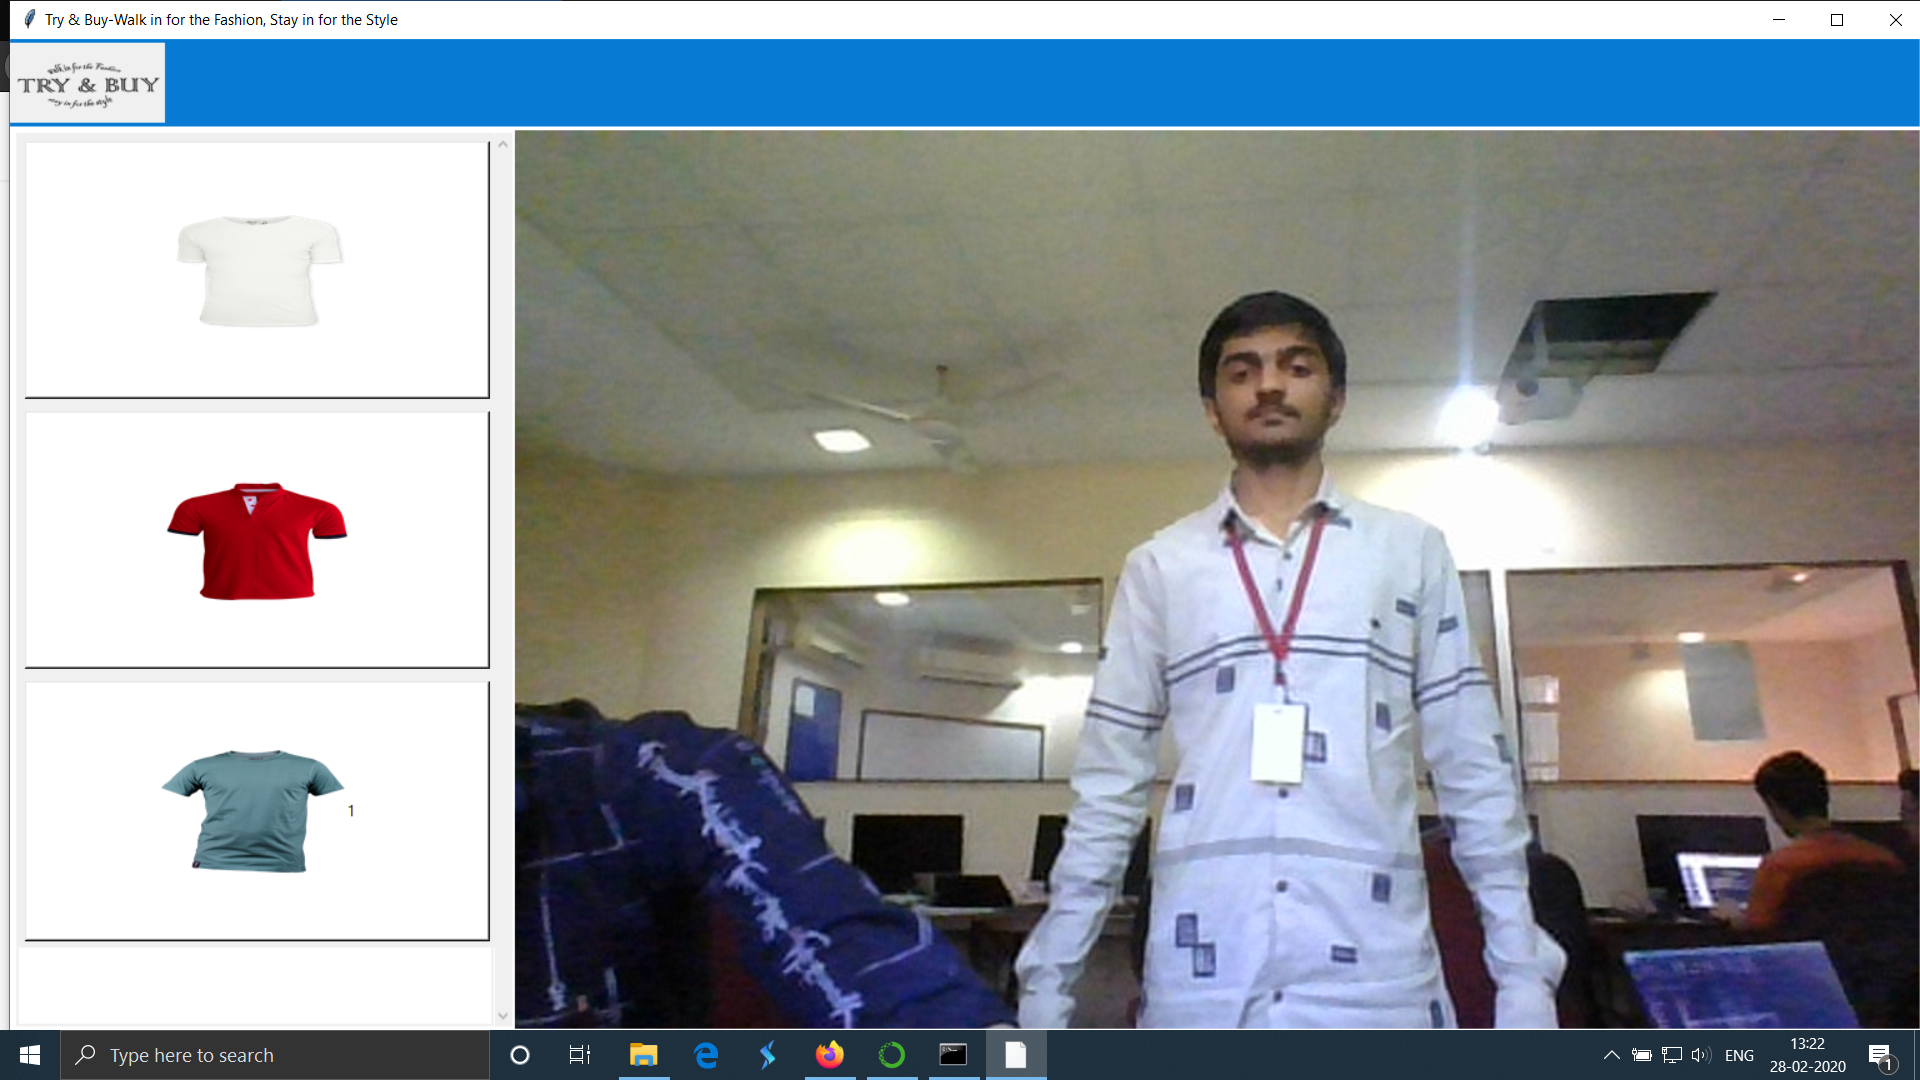 Try & Buy-Walk in for the Fashion, Stay in for the Style
walk in for the Fashion
TRY & BUY
in for the style
1
Type here to search
ENG
13:22
28-02-2020
1